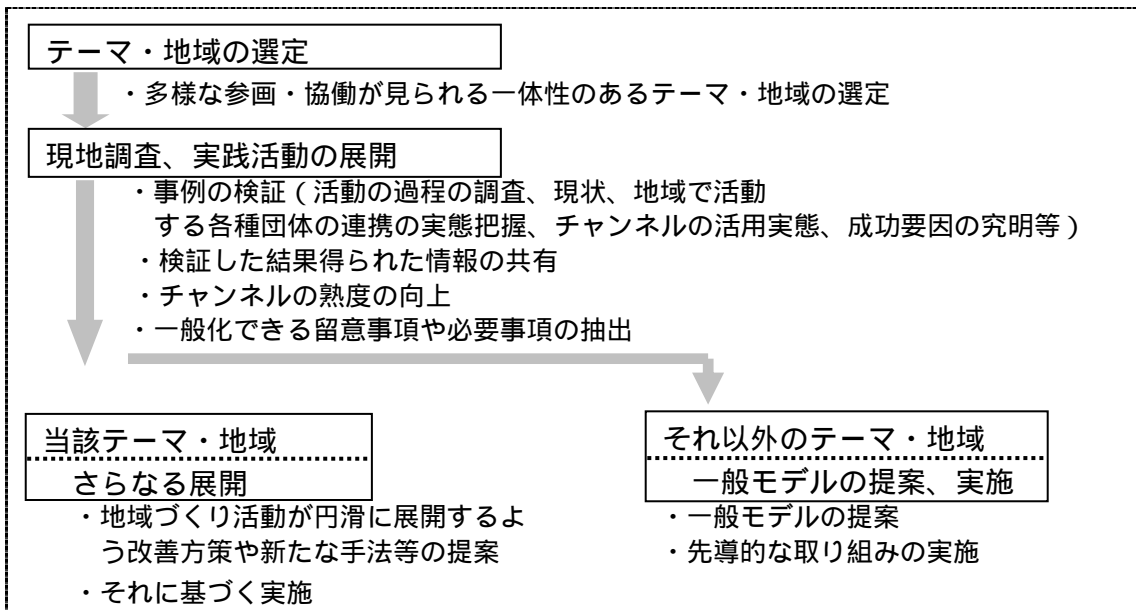 テーマ・地域の選定
・多様な参画・協働が見られる一体性のあるテーマ・地域の選定
現地調査、実践活動の展開
・事例の検証（活動の過程の調査、現状、地域で活動
する各種団体の連携の実態把握、チャンネルの活用実態、成功要因の究明等）
・検証した結果得られた情報の共有
・チャンネルの熟度の向上
・一般化できる留意事項や必要事項の抽出
当該テーマ・地域
さらなる展開
・地域づくり活動が円滑に展開するよ
う改善方策や新たな手法等の提案
・それに基づく実施
それ以外のテーマ・地域
一般モデルの提案、実施
・一般モデルの提案
・先導的な取り組みの実施